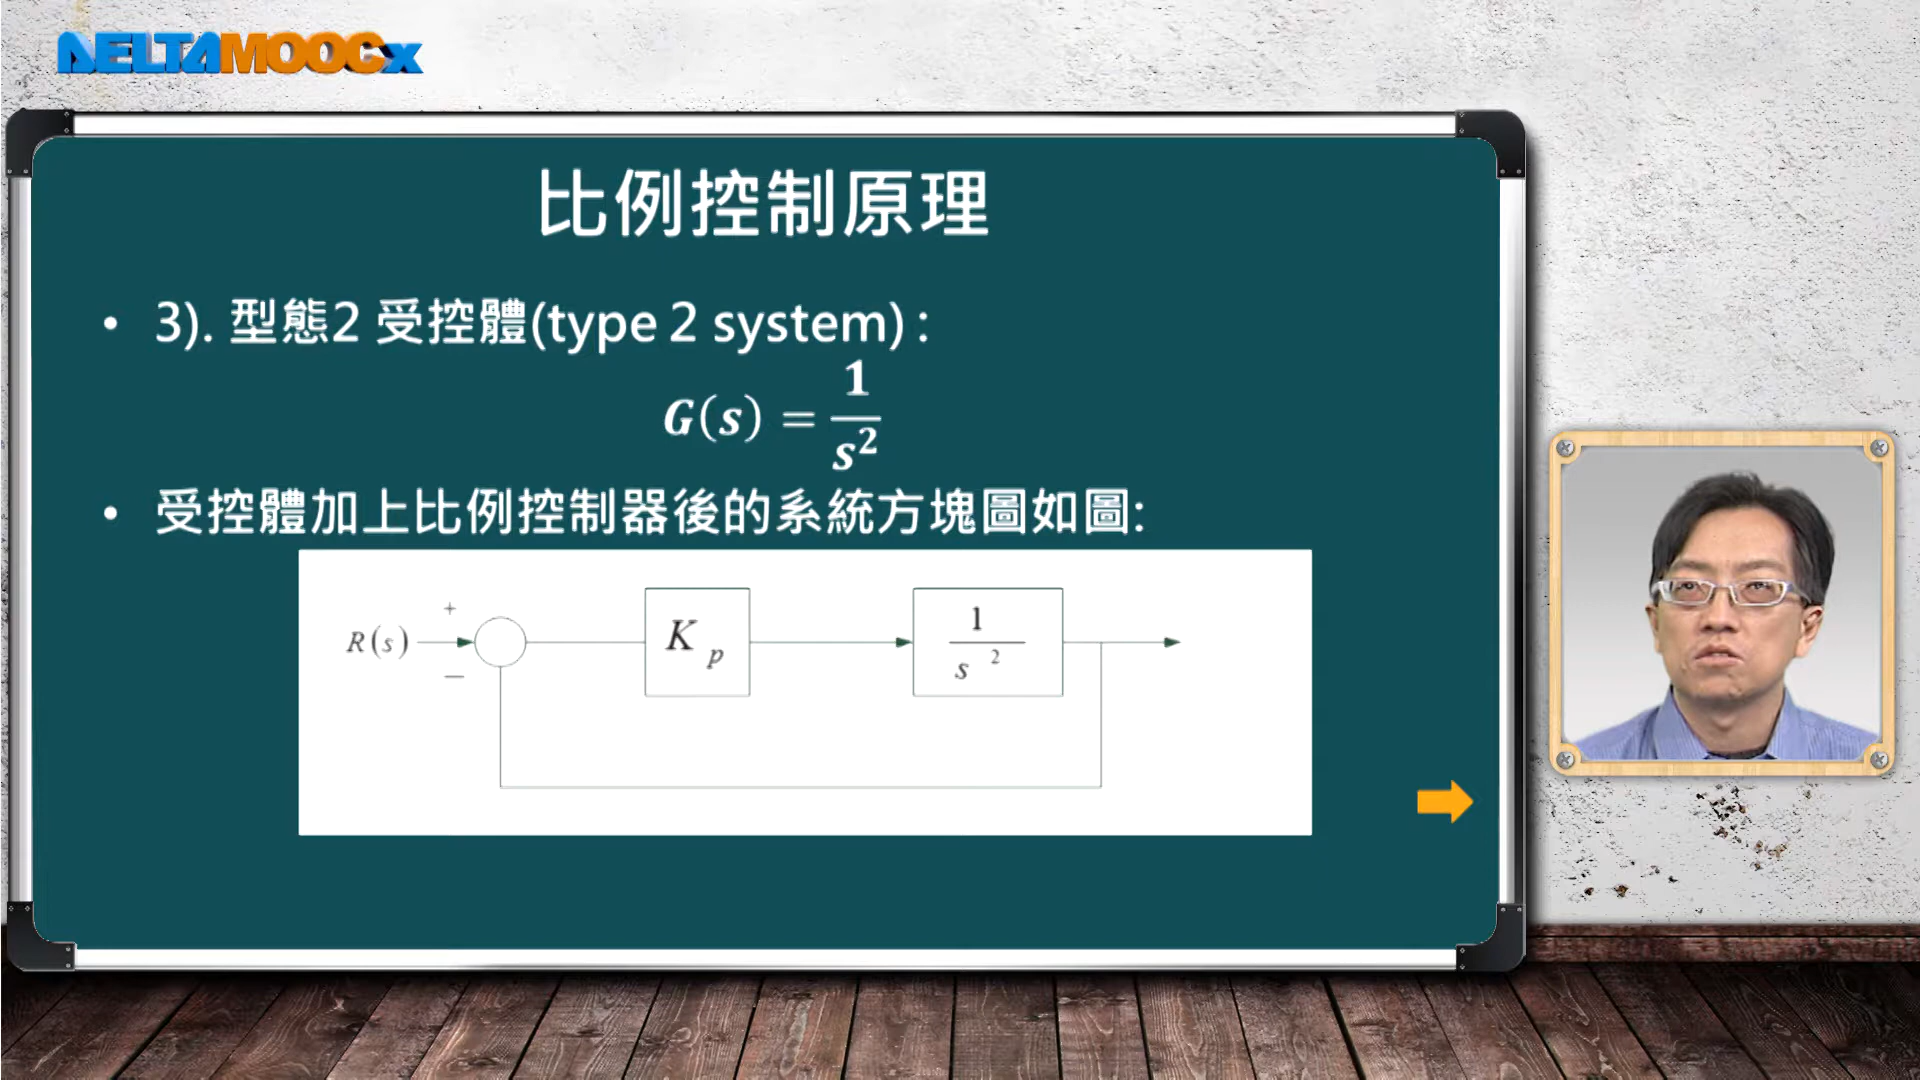 DELTAMOOCx
比例控制原理
• 3). 型態2 受控體(type 2 system) :
G(s) = 1/s²
• 受控體加上比例控制器後的系統方塊圖如圖:
R(s) + − K p 1/s ²